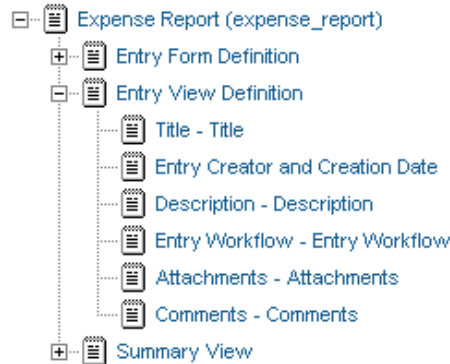 Expense Report (expense_report)
Entry Form Definition
Entry View Definition
Title - Title
Entry Creator and Creation Date
Description - Description
Entry Workflow - Entry Workflow
Attachments - Attachments
Comments - Comments
Summary View